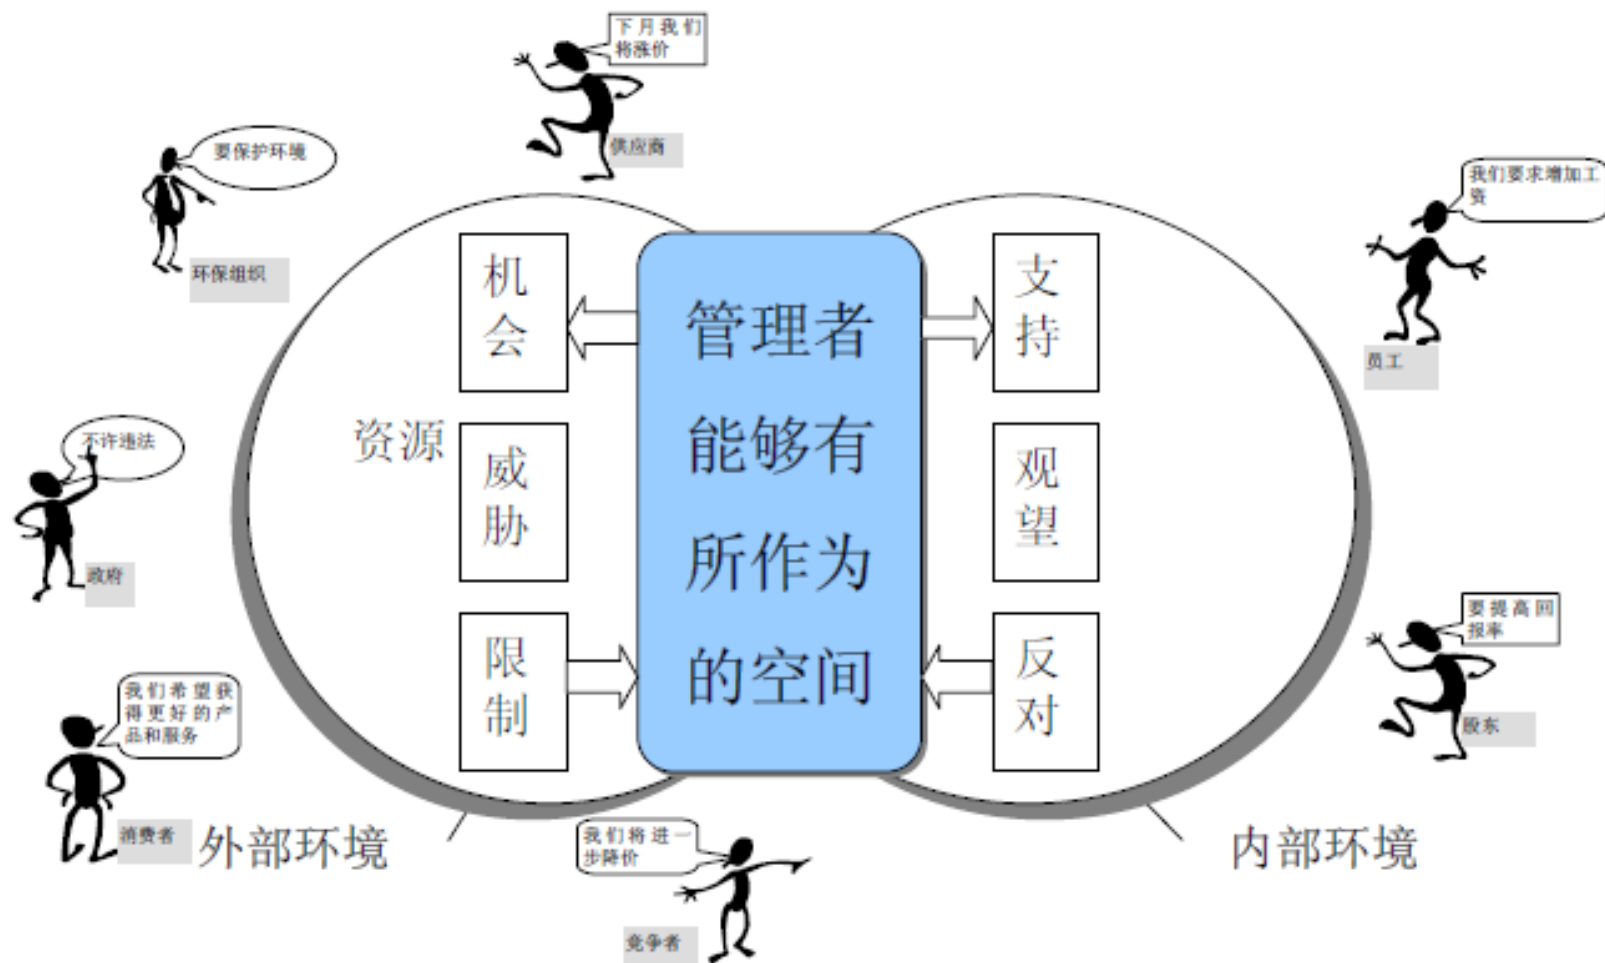 下月我们
将涨价
供应商
要保护环境
环保组织
我们要求增加工
资
员工
机
会
支
持
管理者
能够有
所作为
的空间
资源
威
胁
观
望
不许违法
政府
限
制
反
对
要提高回
报率
股东
我们希望获
得更好的产
品和服务
消费者
外部环境
我们将进一
步降价
竞争者
内部环境